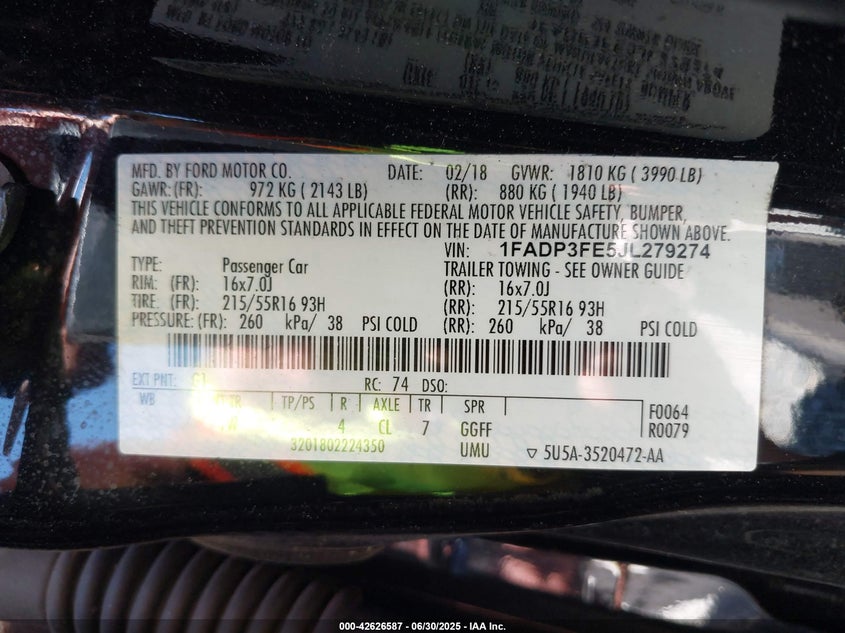 MFD. BY FORD MOTOR CO. DATE: 02/18 GVWR: 1810 KG ( 3990 LB)
GAWR: (FR): 972 KG ( 2143 LB) (RR): 880 KG ( 1940 LB)
THIS VEHICLE CONFORMS TO ALL APPLICABLE FEDERAL MOTOR VEHICLE SAFETY, BUMPER,
AND THEFT PREVENTION STANDARDS IN EFFECT ON THE DATE OF MANUFACTURE SHOWN ABOVE.
VIN: 1FADP3FE5JL279274
TYPE: Passenger Car TRAILER TOWING - SEE OWNER GUIDE
RIM: (FR): 16x7.0J (RR): 16x7.0J
TIRE: (FR): 215/55R16 93H (RR): 215/55R16 93H
PRESSURE: (FR): 260 kPa/ 38 PSI COLD (RR): 260 kPa/ 38 PSI COLD
EXT PNT: G1 RC: 74 DSO:
WB TR TP/PS R AXLE TR SPR F0064
4 CL 7 GGFF R0079
3201802224350 UMU ▽ 5U5A-3520472-AA
000-42626587 - 06/30/2025 - IAA Inc.